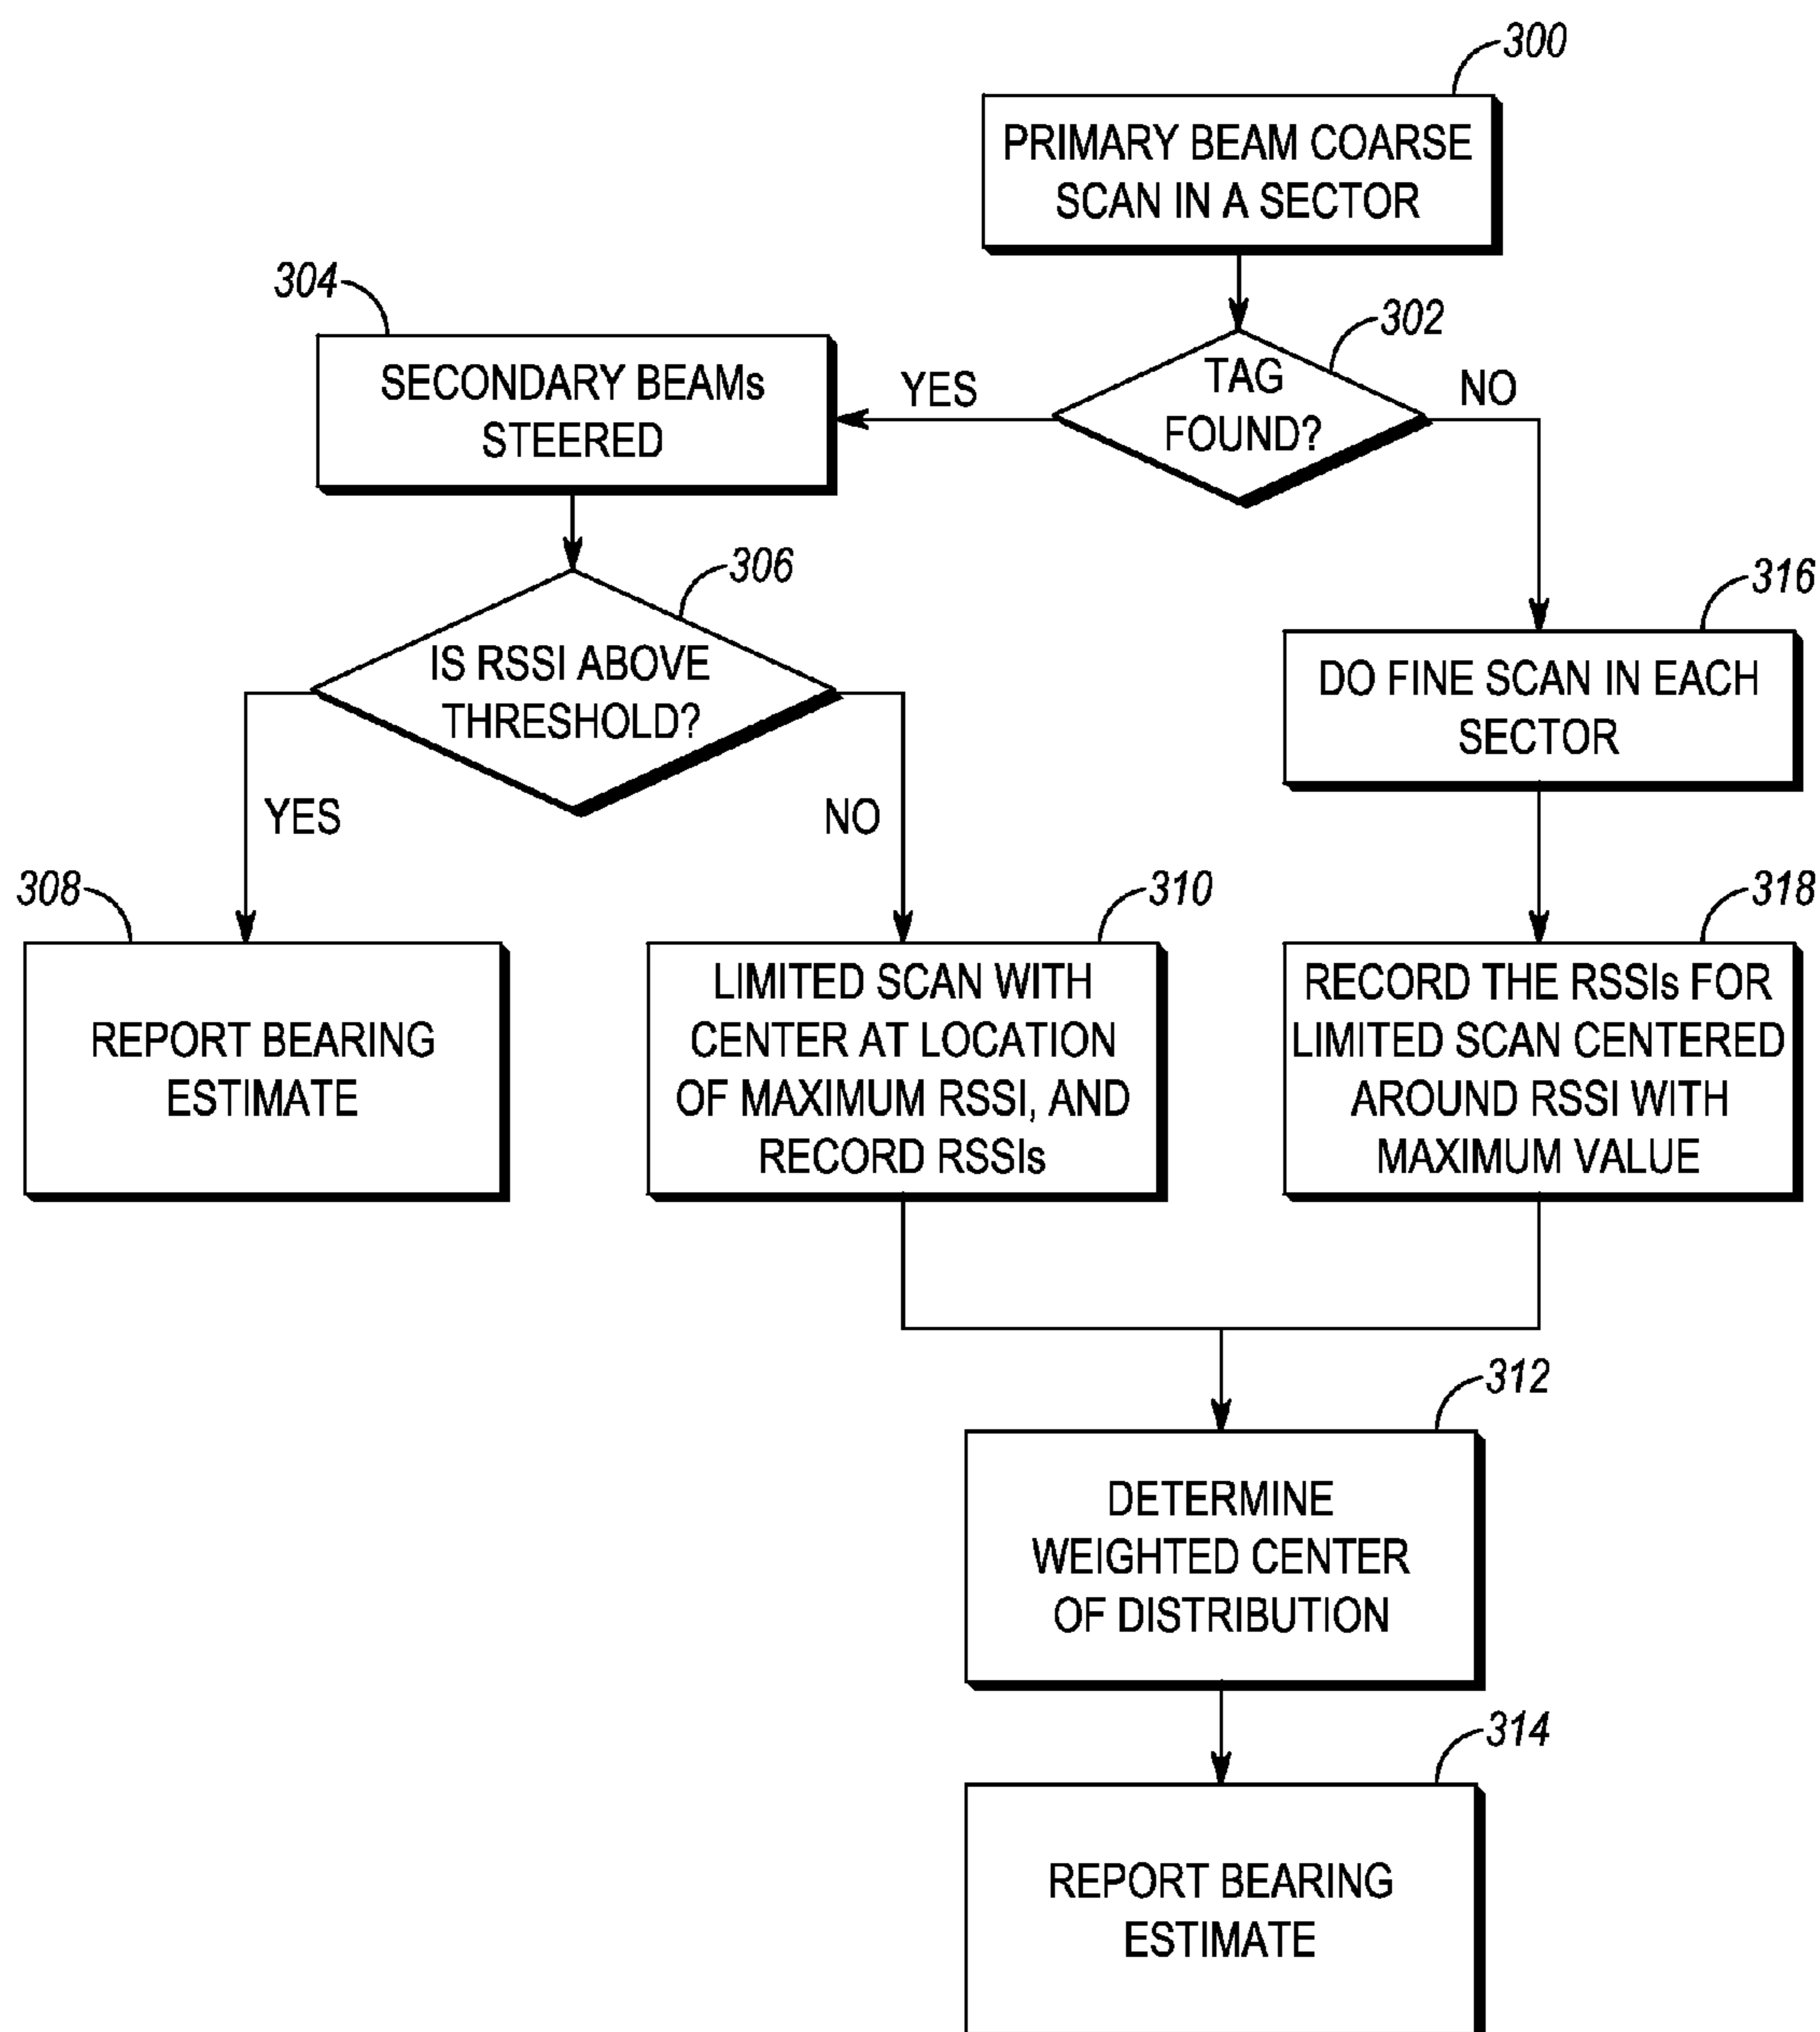 300
PRIMARY BEAM COARSE
SCAN IN A SECTOR
302
TAG
FOUND?
YES
NO
304
SECONDARY BEAMs
STEERED
306
IS RSSI ABOVE
THRESHOLD?
YES
NO
316
DO FINE SCAN IN EACH
SECTOR
308
REPORT BEARING
ESTIMATE
310
LIMITED SCAN WITH
CENTER AT LOCATION
OF MAXIMUM RSSI, AND
RECORD RSSIs
318
RECORD THE RSSIs FOR
LIMITED SCAN CENTERED
AROUND RSSI WITH
MAXIMUM VALUE
312
DETERMINE
WEIGHTED CENTER
OF DISTRIBUTION
314
REPORT BEARING
ESTIMATE